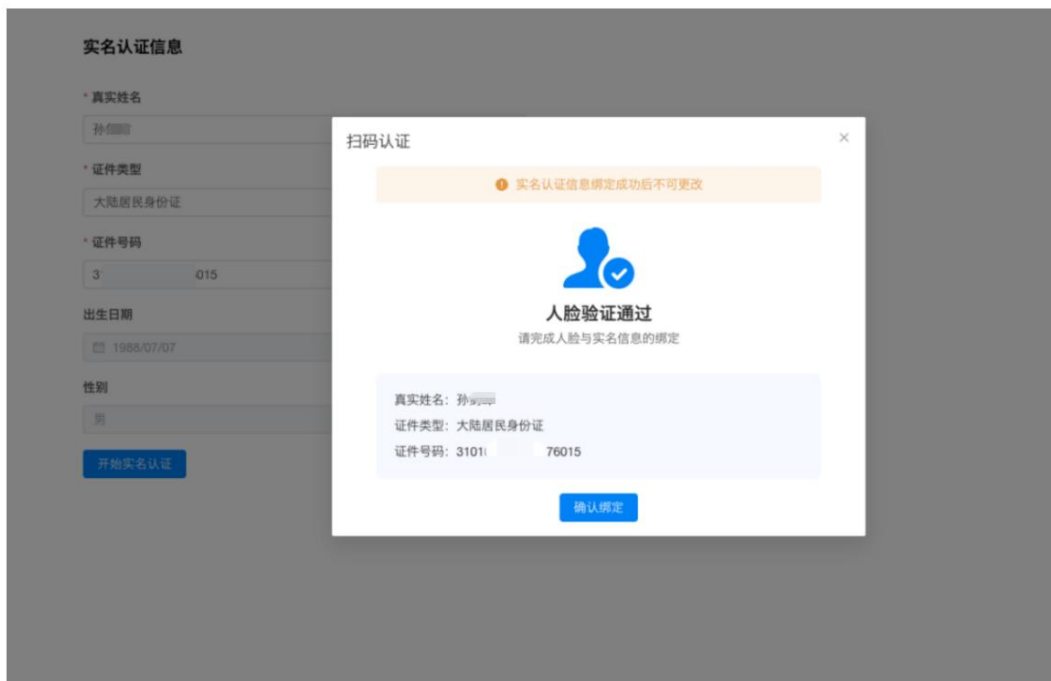 实名认证信息
* 真实姓名
孙
* 证件类型
大陆居民身份证
* 证件号码
3 015
出生日期
1988/07/07
性别
男
开始实名认证
扫码认证
实名认证信息绑定成功后不可更改
人脸验证通过
请完成人脸与实名信息的绑定
真实姓名：孙
证件类型：大陆居民身份证
证件号码：3101 76015
确认绑定